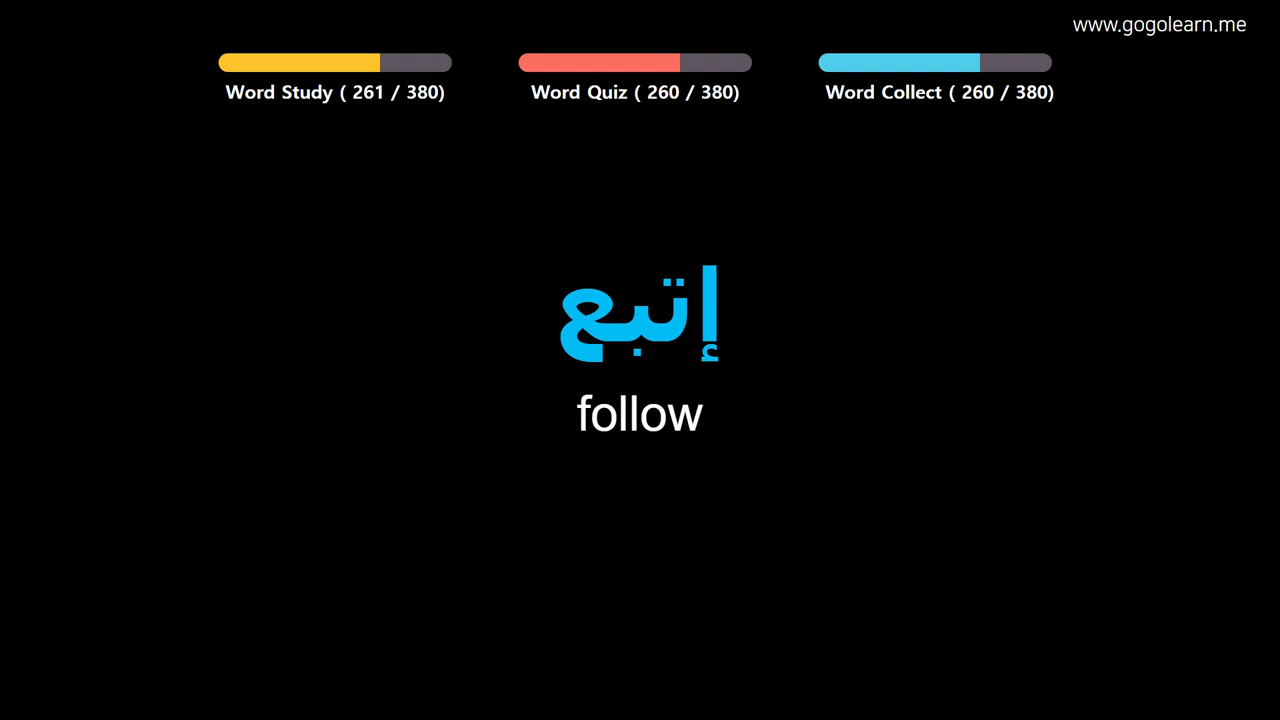 www.gogolearn.me
Word Study ( 261 / 380)
Word Quiz ( 260 / 380)
Word Collect ( 260 / 380)
إتبع
follow